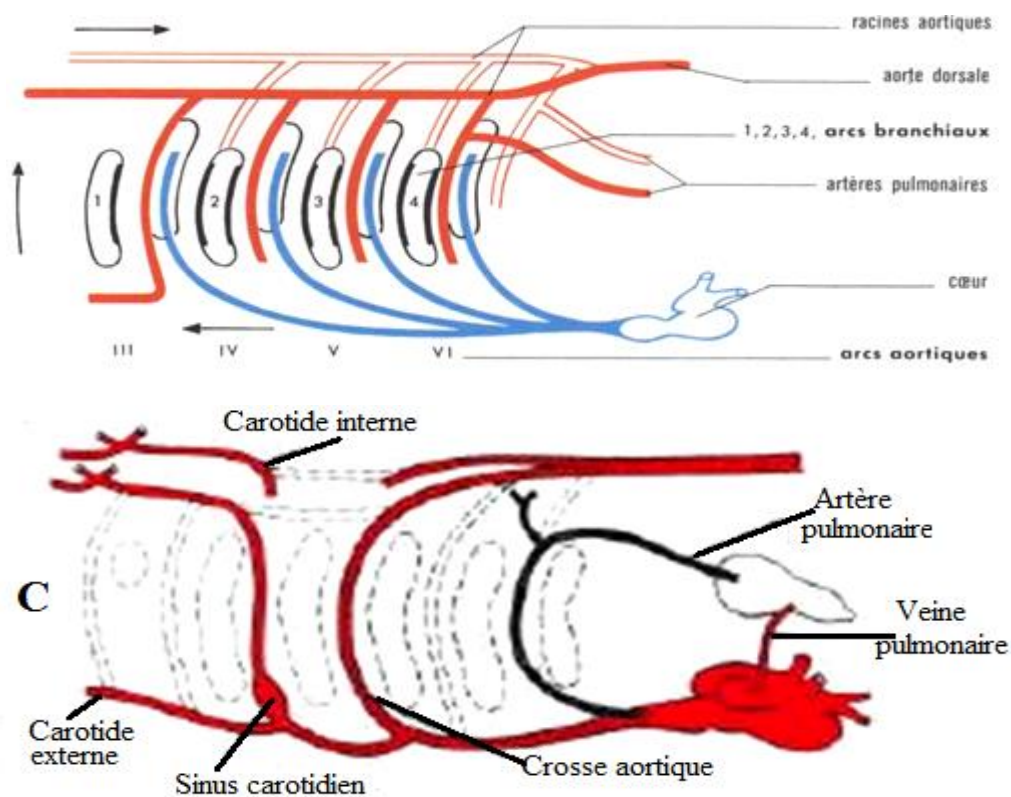 racines aortiques
aorte dorsale
1,2,3,4, arcs branchiaux
artères pulmonaires
1
2
3
4
cœur
III
IV
V
VI
arcs aortiques
Carotide interne
Artère
pulmonaire
C
Veine
pulmonaire
Carotide
externe
Sinus carotidien
Crosse aortique